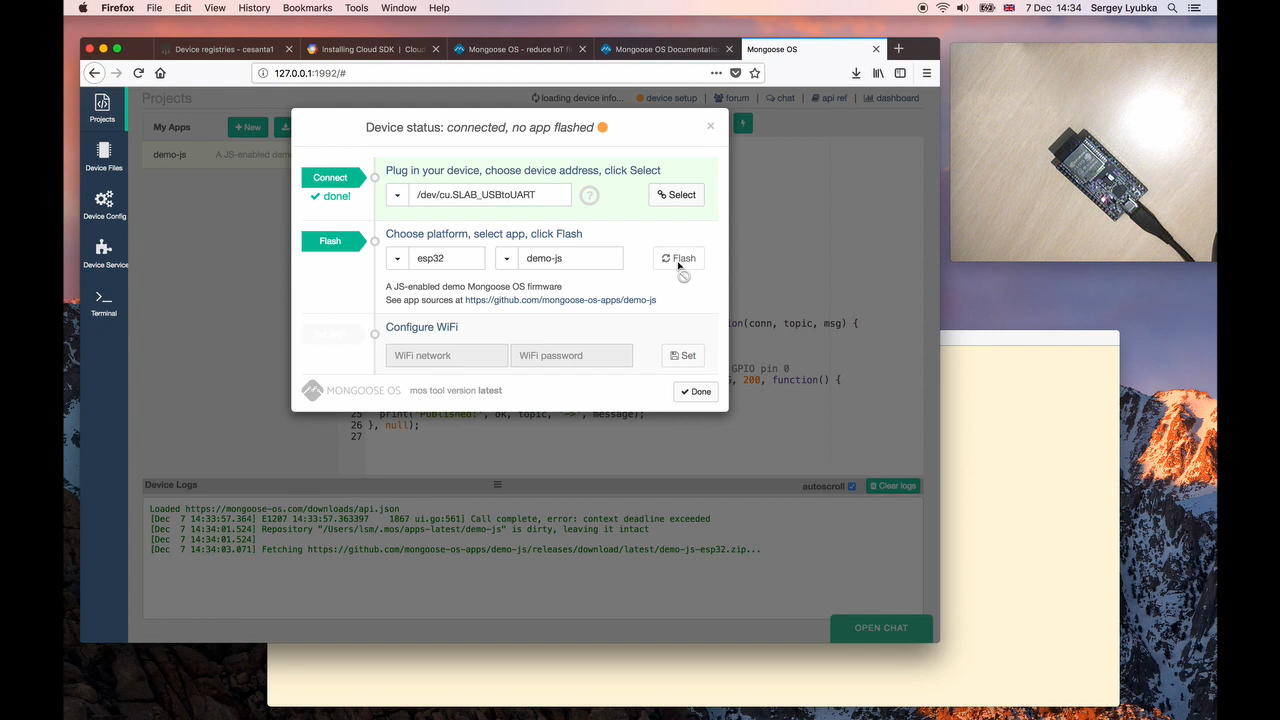 Firefox File Edit View History Bookmarks Tools Window Help 7 Dec 14:34 Sergey Lyubka
Device registries - cesanta1 Installing Cloud SDK | Cloud Mongoose OS - reduce IoT fi Mongoose OS Documentatio Mongoose OS
127.0.0.1:1992/#
Projects
loading device info... device setup forum chat api ref dashboard
Projects
Device Files
Device Config
Device Service
Terminal
My Apps
+ New
demo-js A JS-enabled demo
Device status: connected, no app flashed
Connect
done!
Plug in your device, choose device address, click Select
/dev/cu.SLAB_USBtoUART
?
Select
Flash
Choose platform, select app, click Flash
esp32
demo-js
Flash
A JS-enabled demo Mongoose OS firmware
See app sources at https://github.com/mongoose-os-apps/demo-js
Configure WiFi
WiFi network
WiFi password
Set
MONGOOSE OS
mos tool version latest
Done
tion(conn, topic, msg) {
GPIO pin 0
, 200, function() {
25 print("Published:", ok, topic, "->", message);
26 }, null);
27
Device Logs
autoscroll
Clear logs
Loaded https://mongoose-os.com/downloads/api.json
[Dec 7 14:33:57.364] E1207 14:33:57.363397 1867 ui.go:561] Call complete, error: context deadline exceeded
[Dec 7 14:34:01.524] Repository "/Users/lsm/.mos/apps-latest/demo-js" is dirty, leaving it intact
[Dec 7 14:34:01.524]
[Dec 7 14:34:03.071] Fetching https://github.com/mongoose-os-apps/demo-js/releases/download/latest/demo-js-esp32.zip...
OPEN CHAT